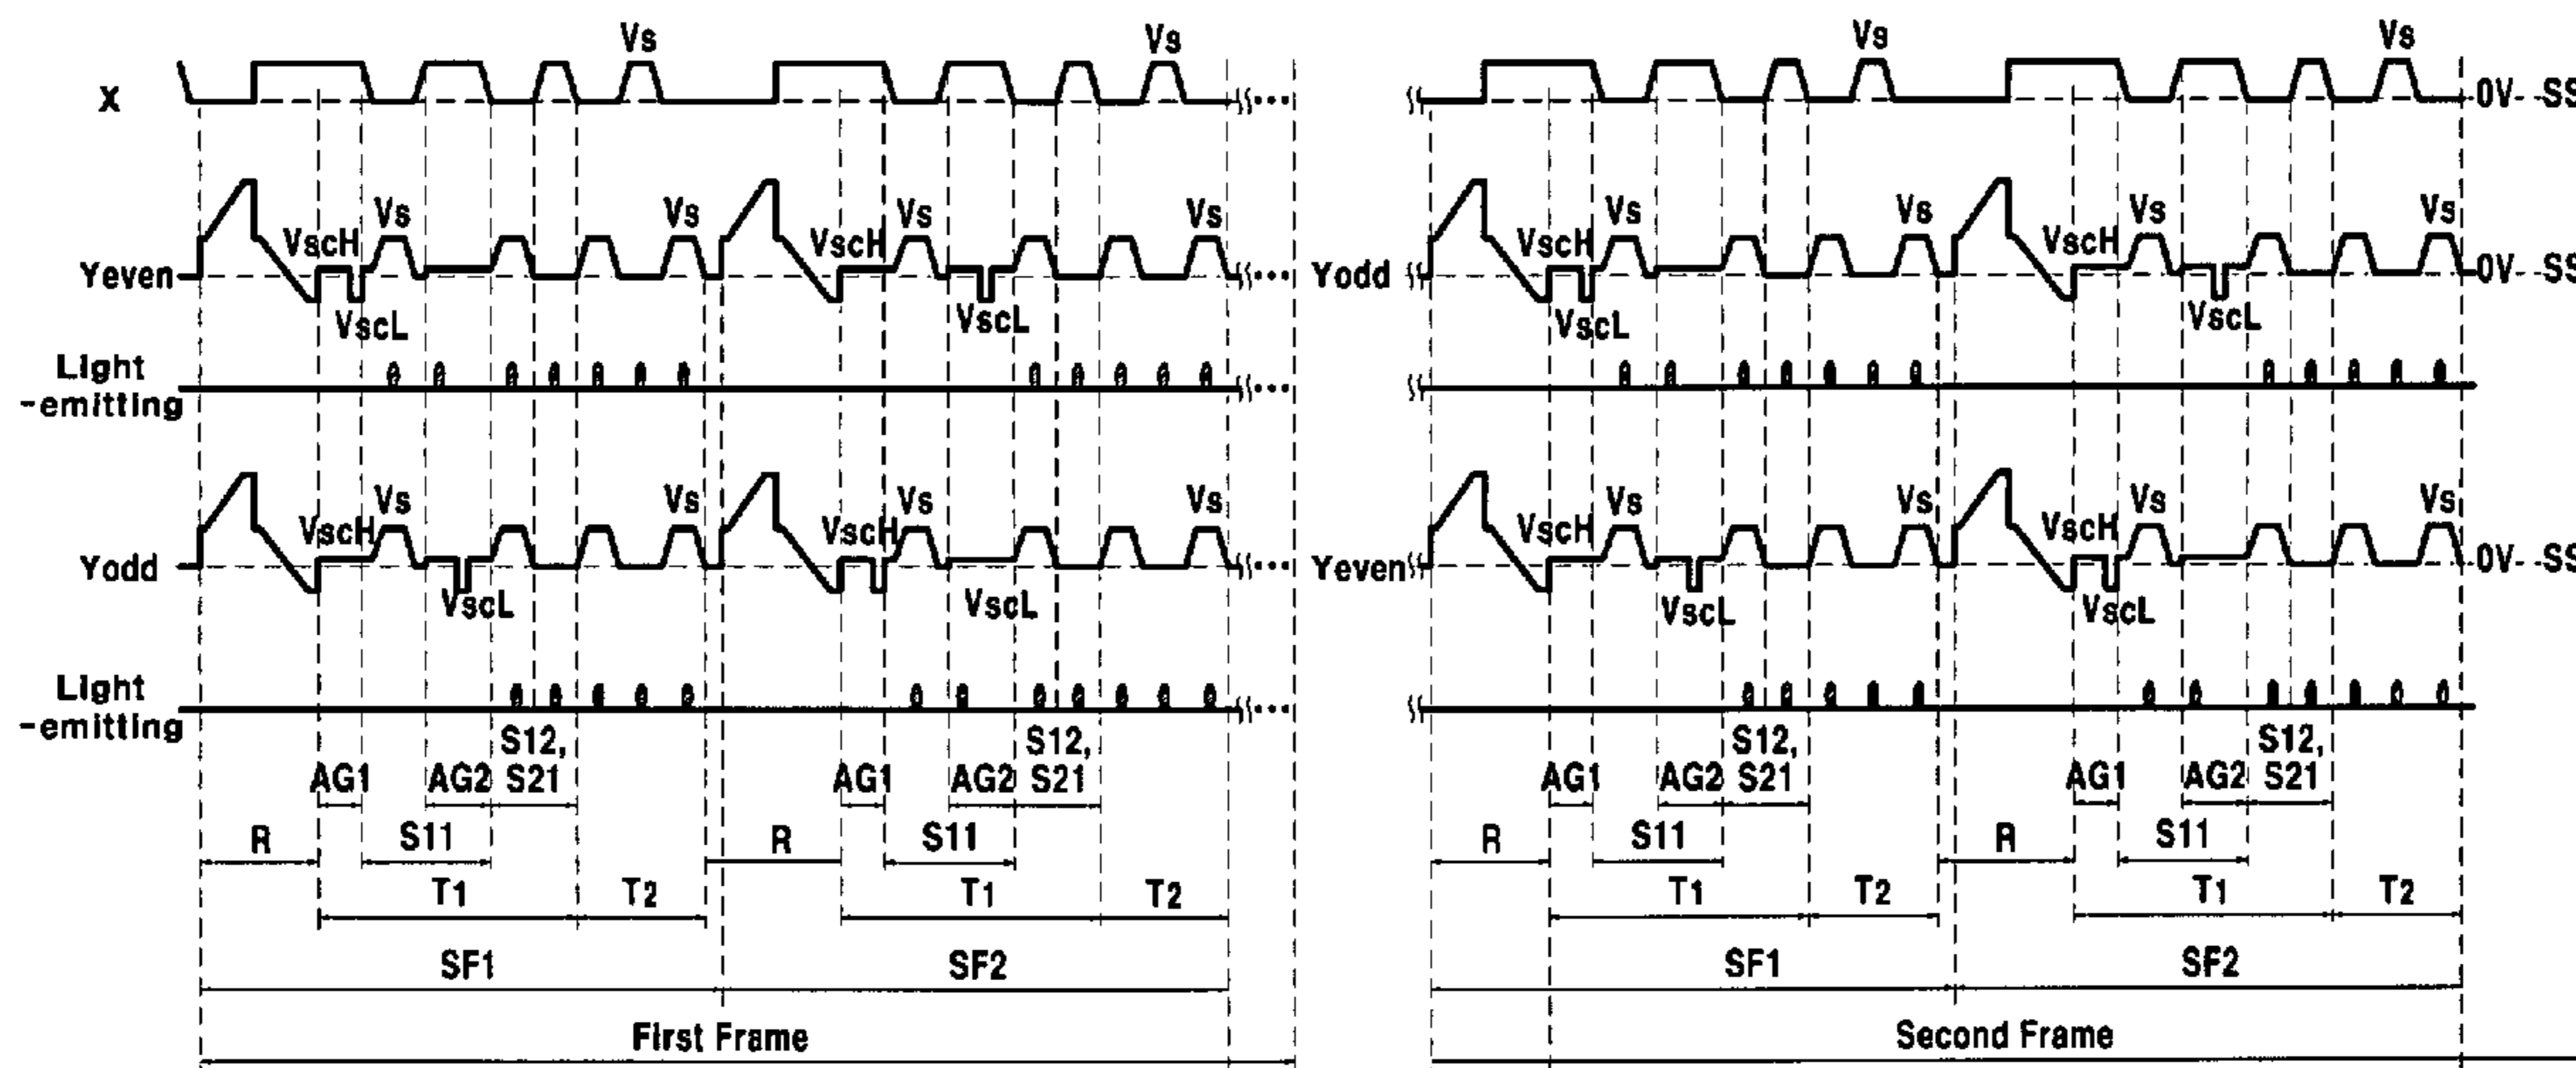 Vs Vs Vs Vs
X 0V SS
Vs Vs Vs Vs Vs Vs Vs Vs
VscH VscH VscH VscH
Yeven Yodd 0V SS
VscL VscL VscL VscL
Light
-emitting
Vs Vs Vs Vs Vs Vs Vs Vs
VscH VscH VscH VscH
Yodd Yeven 0V SS
VscL VscL VscL VscL
Light
-emitting
S12, S12, S12, S12,
AG1 AG2 S21 AG1 AG2 S21 AG1 AG2 S21 AG1 AG2 S21
R S11 R S11 R S11 R S11
T1 T2 T1 T2 T1 T2 T1 T2
SF1 SF2 SF1 SF2
First Frame Second Frame